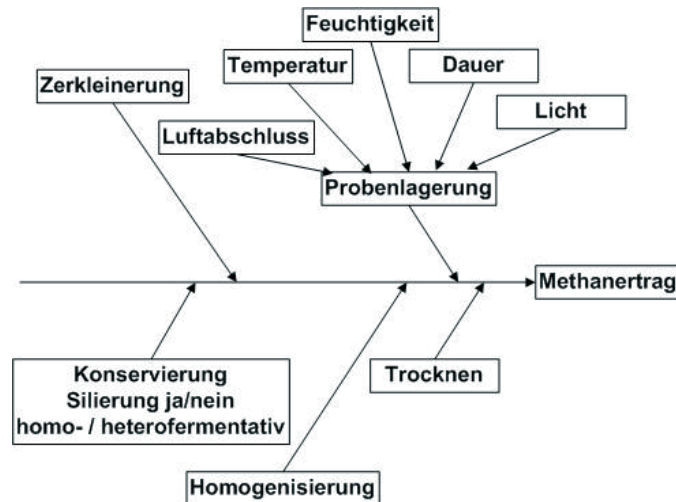 Feuchtigkeit
Temperatur
Dauer
Zerkleinerung
Licht
Luftabschluss
Probenlagerung
Methanertrag
Konservierung
Silierung ja/nein
homo- / heterofermentativ
Trocknen
Homogenisierung